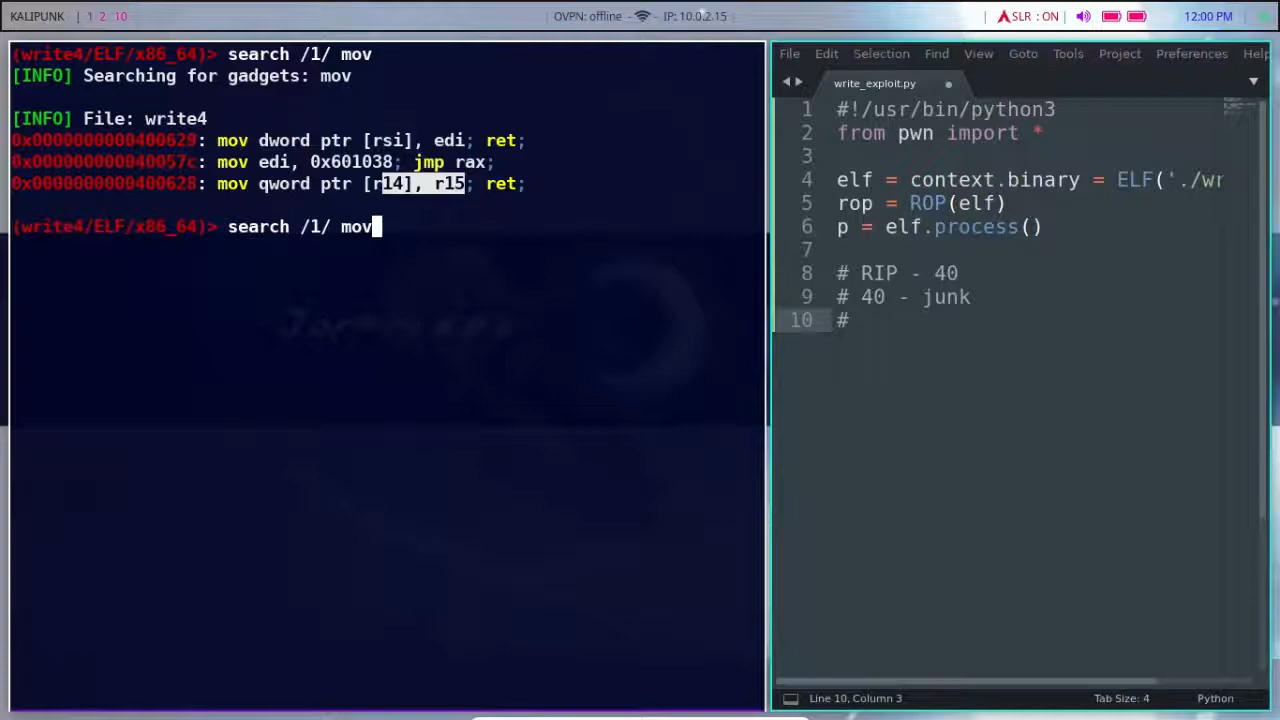 KALIPUNK | 1 2 10
OVPN: offline - - IP: 10.0.2.15
SLR : ON 12:00 PM
(write4/ELF/x86_64)> search /1/ mov
[INFO] Searching for gadgets: mov
[INFO] File: write4
0x0000000000400629: mov dword ptr [rsi], edi; ret;
0x000000000040057c: mov edi, 0x601038; jmp rax;
0x0000000000400628: mov qword ptr [r14], r15; ret;
(write4/ELF/x86_64)> search /1/ mov
File Edit Selection Find View Goto Tools Project Preferences Help
write_exploit.py
1 #!/usr/bin/python3
2 from pwn import *
3
4 elf = context.binary = ELF('./wr
5 rop = ROP(elf)
6 p = elf.process()
7
8 # RIP - 40
9 # 40 - junk
10 #
Line 10, Column 3 Tab Size: 4 Python